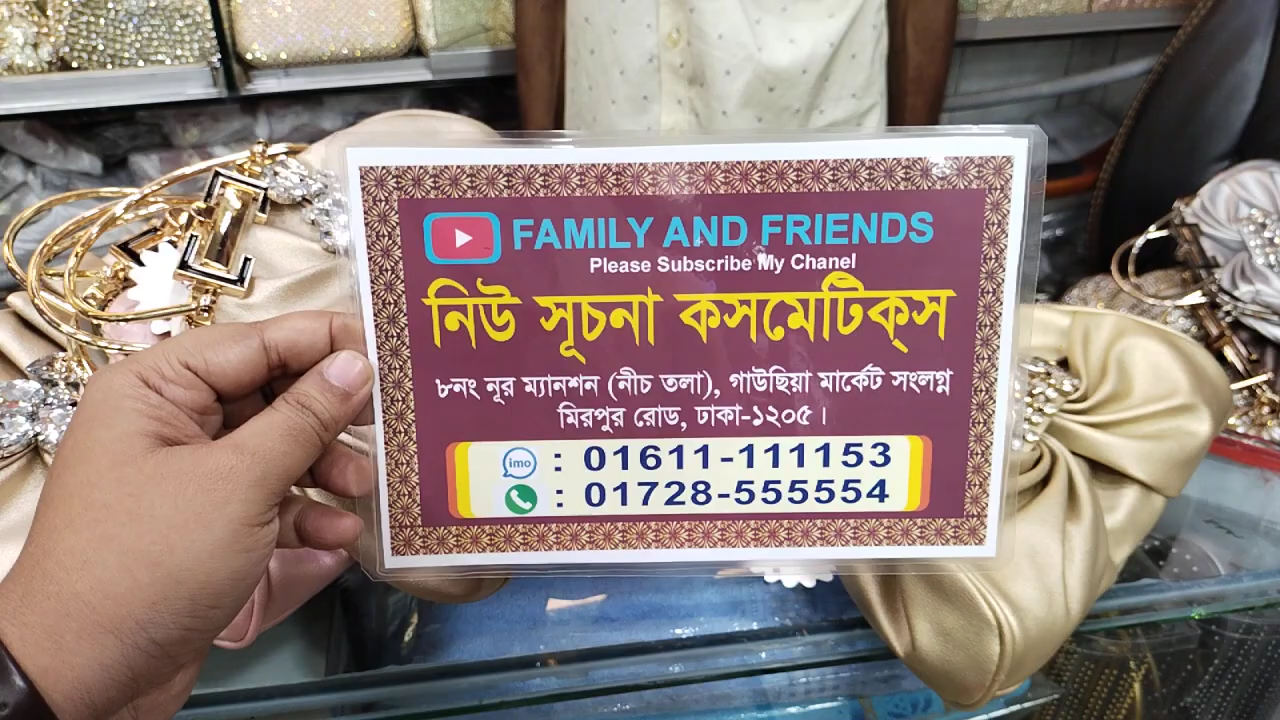 FAMILY AND FRIENDS
Please Subscribe My Chanel
নিউ সূচনা কসমেটিক্‌স
৮নং নূর ম্যানশন (নীচ তলা), গাউছিয়া মার্কেট সংলগ্ন
মিরপুর রোড, ঢাকা-১২০৫।
imo : 01611-111153
: 01728-555554